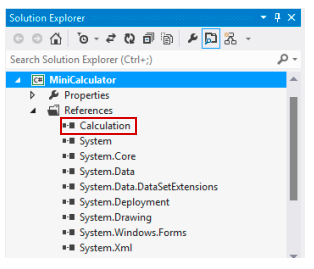 Solution Explorer
Search Solution Explorer (Ctrl+;)
C# MiniCalculator
Properties
References
Calculation
System
System.Core
System.Data
System.Data.DataSetExtensions
System.Deployment
System.Drawing
System.Windows.Forms
System.Xml